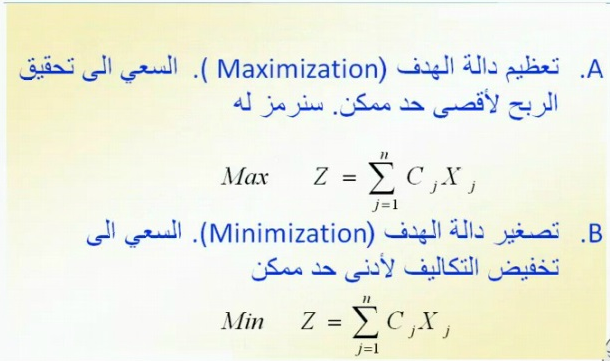 A. تعظيم دالة الهدف (Maximization ). السعي الى تحقيق
الربح لأقصى حد ممكن. سنرمز له
Max Z = ∑_{j=1}^{n} C_j X_j
B. تصغير دالة الهدف (Minimization). السعي الى
تخفيض التكاليف لأدنى حد ممكن
Min Z = ∑_{j=1}^{n} C_j X_j